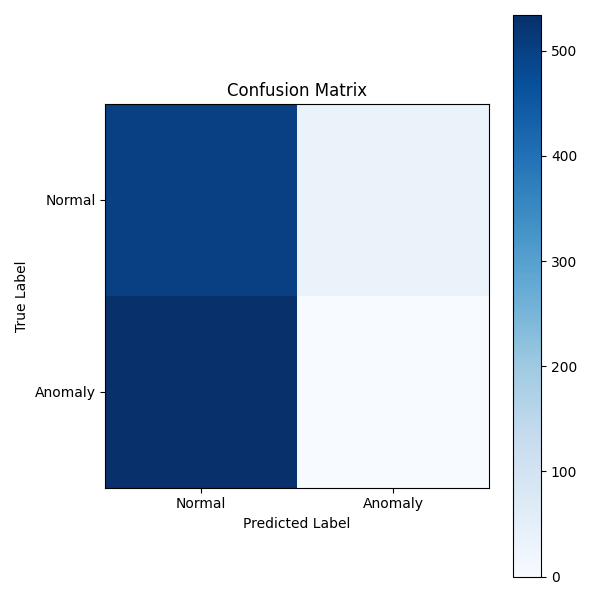 Confusion Matrix
True Label
Normal
Anomaly
Normal
Anomaly
Predicted Label
500
400
300
200
100
0